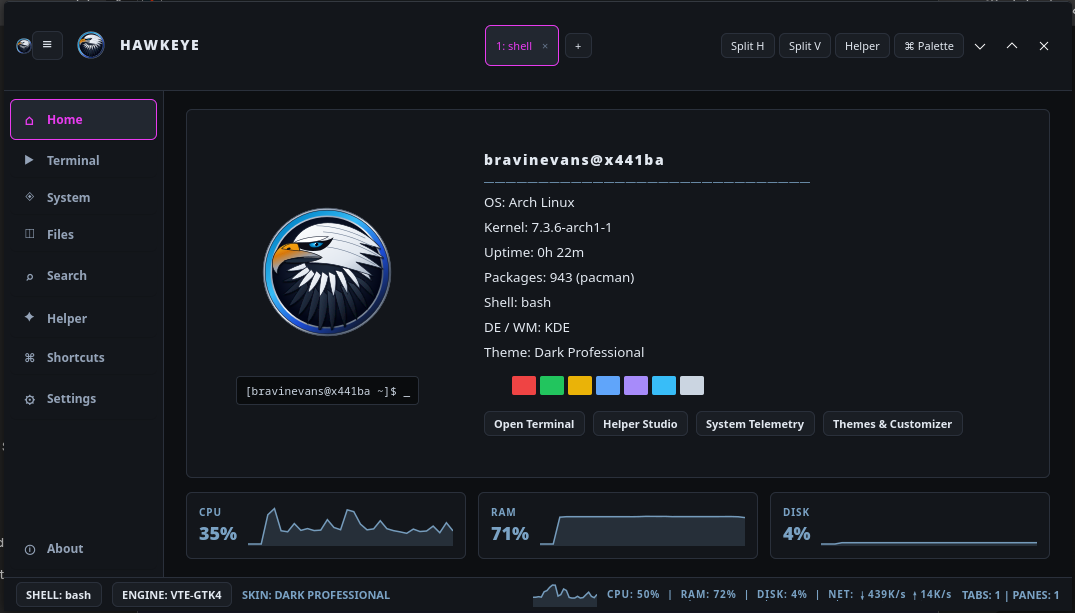 HAWKEYE
1: shell × +
Split H Split V Helper ⌘ Palette
Home
Terminal
System
Files
Search
Helper
⌘ Shortcuts
Settings
About
bravinevans@x441ba
OS: Arch Linux
Kernel: 7.3.6-arch1-1
Uptime: 0h 22m
Packages: 943 (pacman)
Shell: bash
DE / WM: KDE
Theme: Dark Professional
[bravinevans@x441ba ~]$ _
Open Terminal Helper Studio System Telemetry Themes & Customizer
CPU
35%
RAM
71%
DISK
4%
SHELL: bash ENGINE: VTE-GTK4 SKIN: DARK PROFESSIONAL CPU: 50% | RAM: 72% | DISK: 4% | NET: ↓439K/s ↑14K/s TABS: 1 | PANES: 1